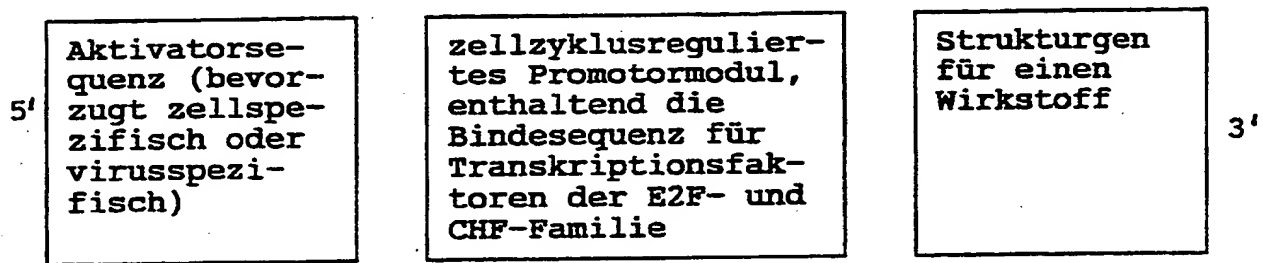 5'
Aktivatorse-
quenz (bevor-
zugt zellspe-
zifisch oder
virusspezi-
fisch)
zellzyklusregulier-
tes Promotormodul,
enthaltend die
Bindesequenz für
Transkriptionsfak-
toren der E2F- und
CHF-Familie
Strukturgen
für einen
Wirkstoff
3'